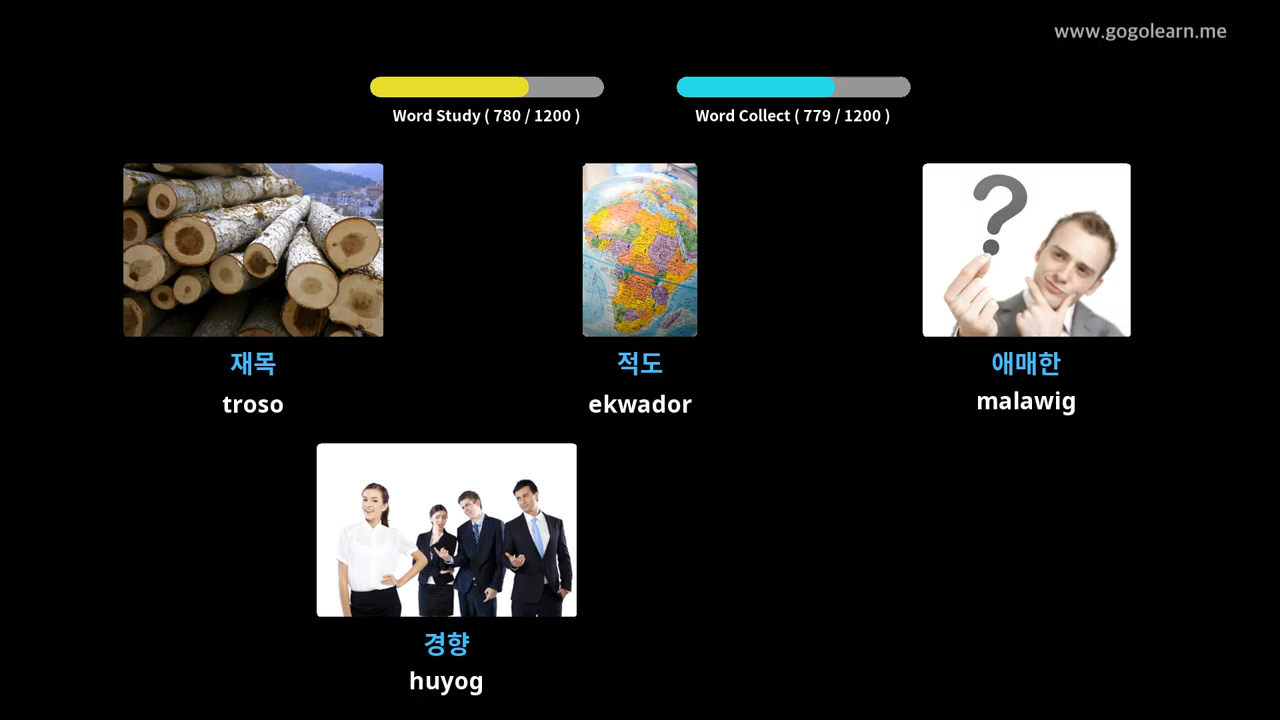 www.gogolearn.me
Word Study ( 780 / 1200 )
Word Collect ( 779 / 1200 )
재목
troso
적도
ekwador
애매한
malawig
경향
huyog